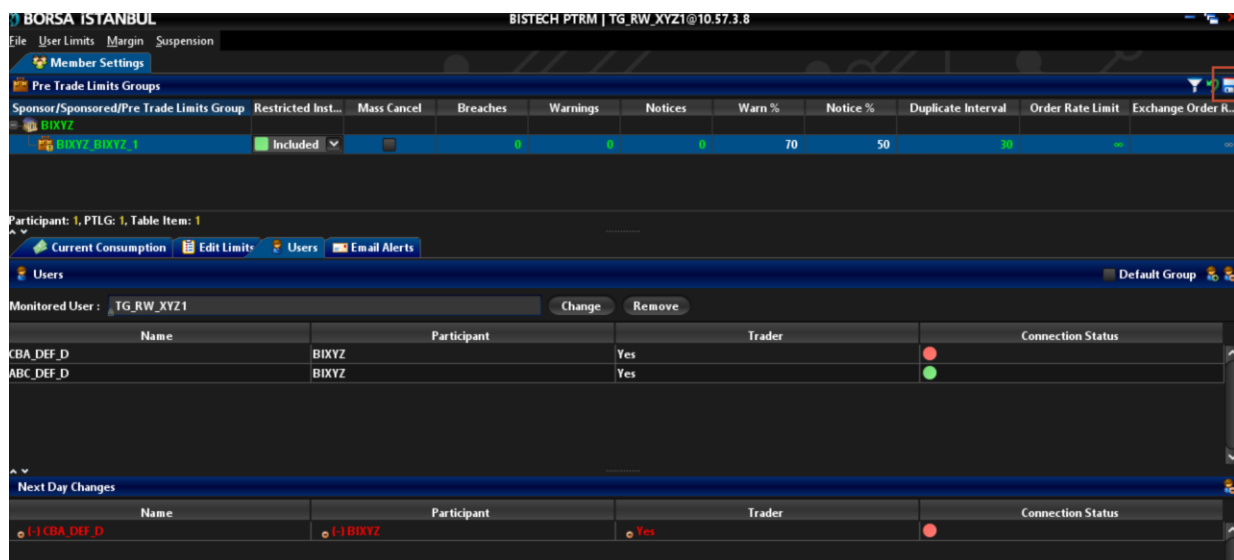 BORSA İSTANBUL BISTECH PTRM | TG_RW_XYZ1@10.57.3.8
File User Limits Margin Suspension
Member Settings
Pre Trade Limits Groups
Sponsor/Sponsored/Pre Trade Limits Group Restricted Inst... Mass Cancel Breaches Warnings Notices Warn % Notice % Duplicate Interval Order Rate Limit Exchange Order R...
BIXYZ
BIXYZ_BIXYZ_1 Included 0 0 0 70 50 30 ∞ ∞
Participant: 1, PTLG: 1, Table Item: 1
Current Consumption Edit Limits Users Email Alerts
Users Default Group
Monitored User : TG_RW_XYZ1 Change Remove
Name Participant Trader Connection Status
CBA_DEF_D BIXYZ Yes
ABC_DEF_D BIXYZ Yes
Next Day Changes
Name Participant Trader Connection Status
(-) CBA_DEF_D (-) BIXYZ Yes